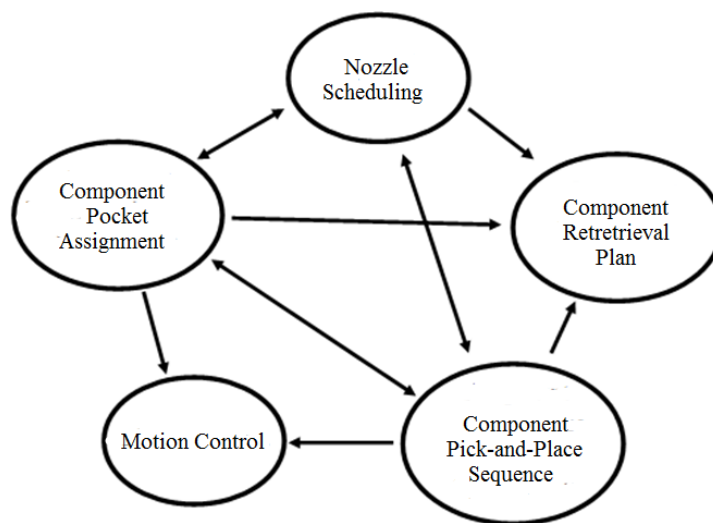 Nozzle
Scheduling
Component
Pocket
Assignment
Component
Retretrieval
Plan
Motion Control
Component
Pick-and-Place
Sequence